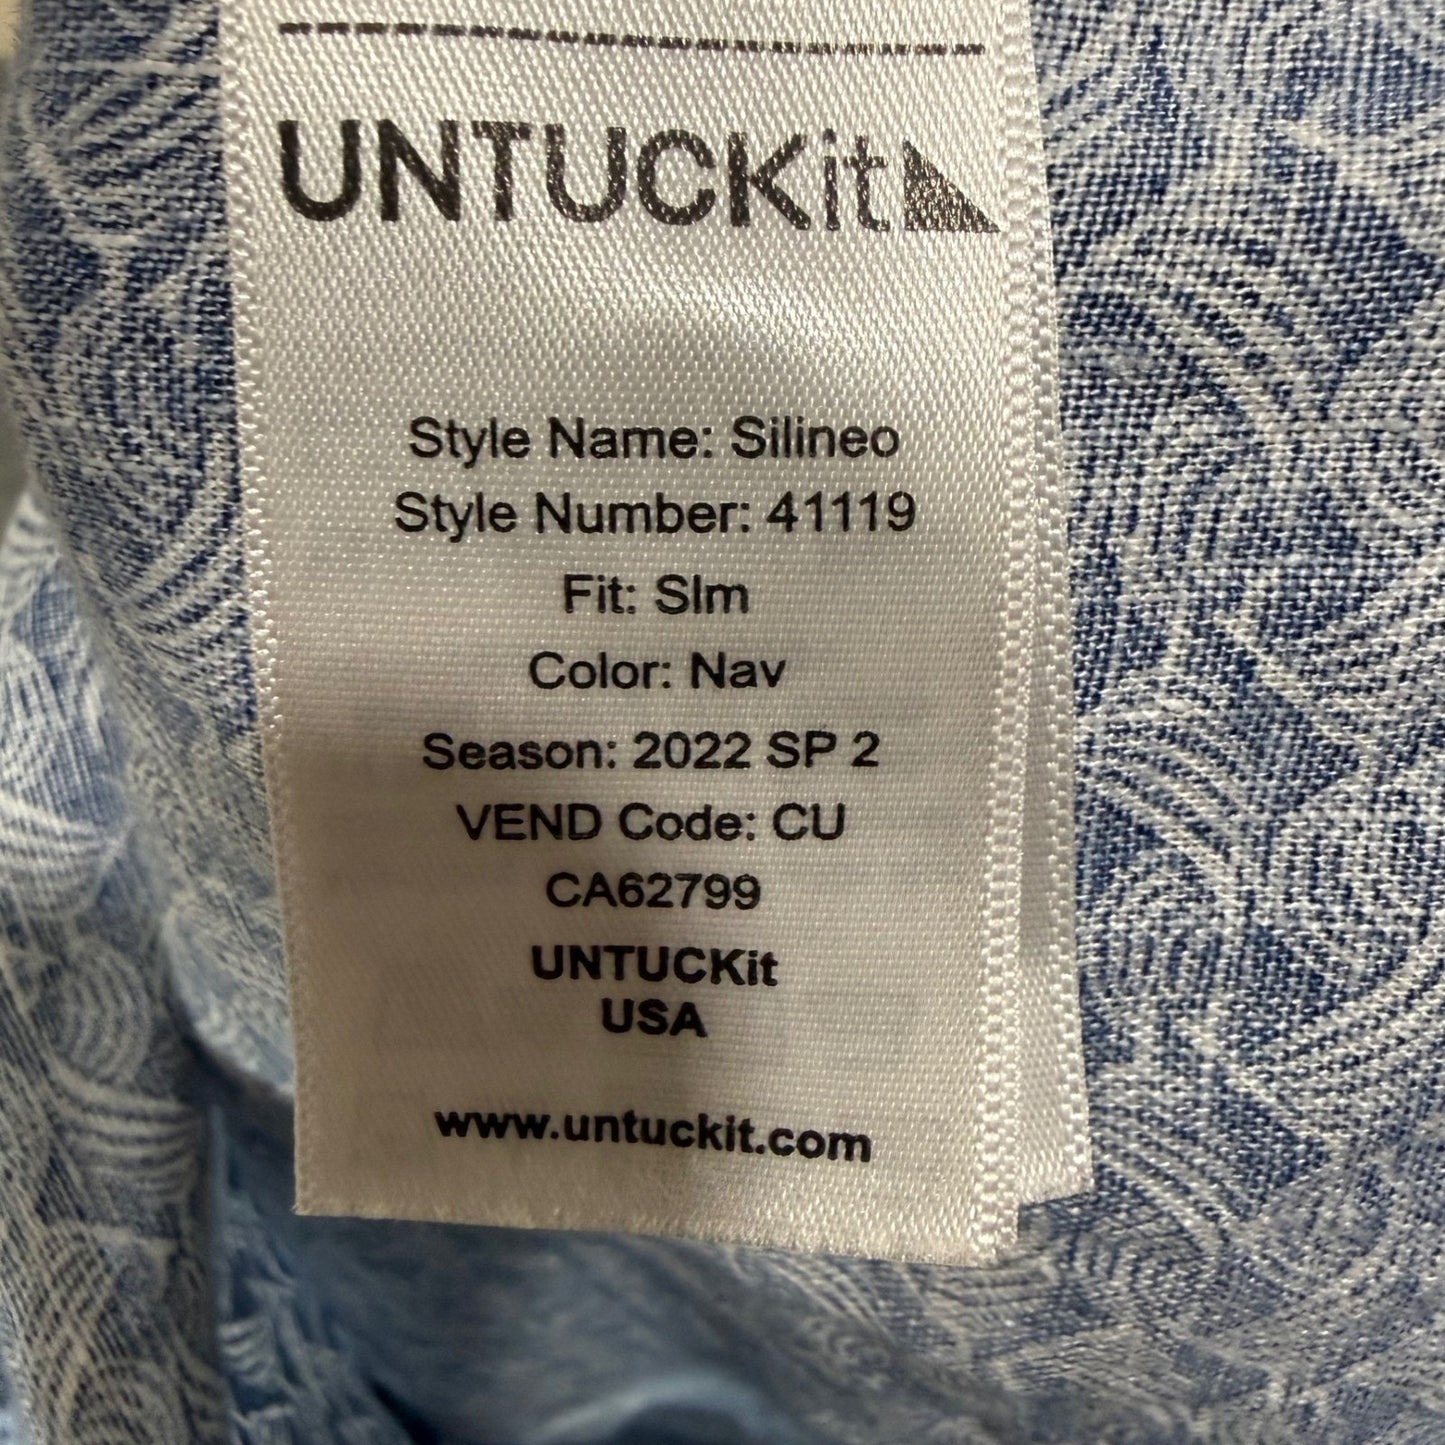 UNTUCKit
Style Name: Silineo
Style Number: 41119
Fit: Slm
Color: Nav
Season: 2022 SP 2
VEND Code: CU
CA62799
UNTUCKit
USA
www.untuckit.com